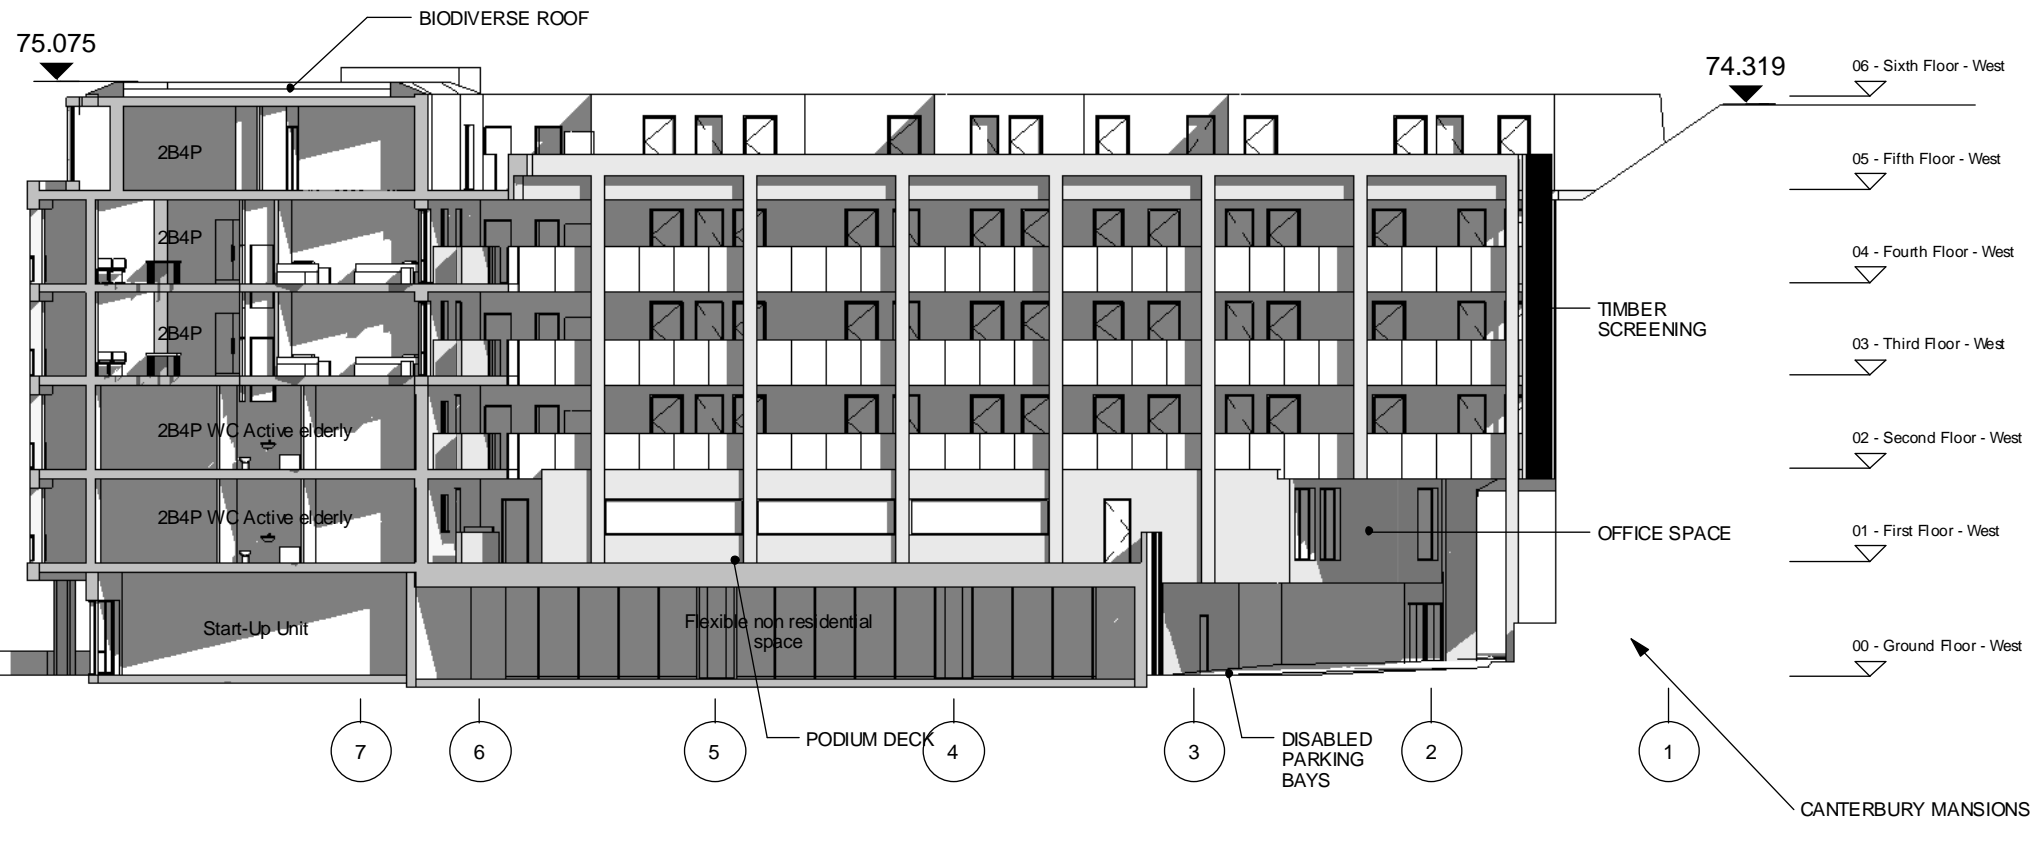 BIODIVERSE ROOF
75.075
74.319
06 - Sixth Floor - West
2B4P
05 - Fifth Floor - West
2B4P
04 - Fourth Floor - West
TIMBER
SCREENING
2B4P
03 - Third Floor - West
2B4P WC Active elderly
02 - Second Floor - West
2B4P WC Active elderly
OFFICE SPACE
01 - First Floor - West
Start-Up Unit
Flexible non residential
space
00 - Ground Floor - West
7
6
5
PODIUM DECK
4
3
DISABLED
PARKING
BAYS
2
1
CANTERBURY MANSIONS